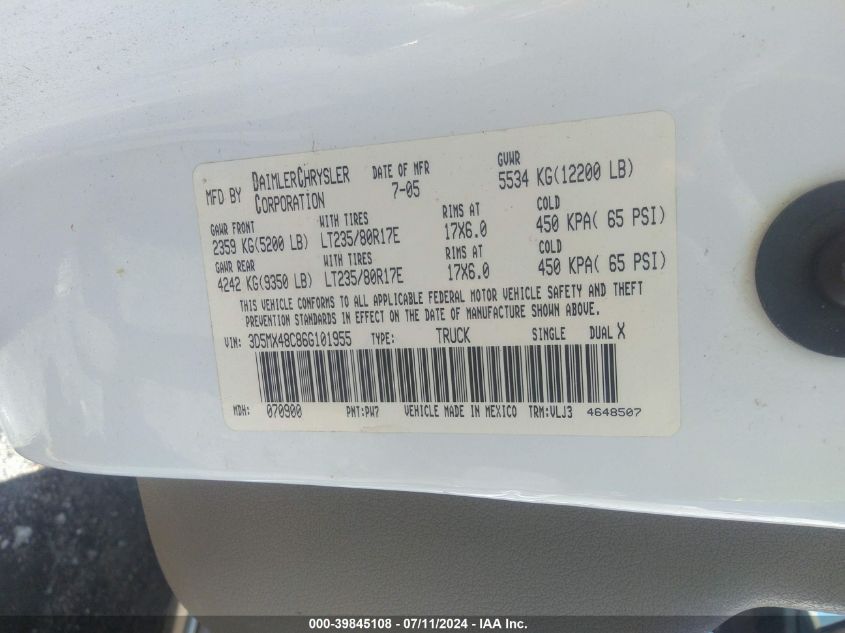 MFD BY DAIMLERCHRYSLER CORPORATION DATE OF MFR 7-05 GVWR 5534 KG(12200 LB)
GAWR FRONT WITH TIRES RIMS AT COLD
2359 KG(5200 LB) LT235/80R17E 17X6.0 450 KPA( 65 PSI)
GAWR REAR WITH TIRES RIMS AT COLD
4242 KG(9350 LB) LT235/80R17E 17X6.0 450 KPA( 65 PSI)
THIS VEHICLE CONFORMS TO ALL APPLICABLE FEDERAL MOTOR VEHICLE SAFETY AND THEFT
PREVENTION STANDARDS IN EFFECT ON THE DATE OF MANUFACTURE SHOWN ABOVE.
VIN: 3D5MX48C86G101955 TYPE: TRUCK SINGLE DUAL X
MDH: 070900 PNT:PW7 VEHICLE MADE IN MEXICO TRM:VLJ3 4648507
000-39845108 - 07/11/2024 - IAA Inc.